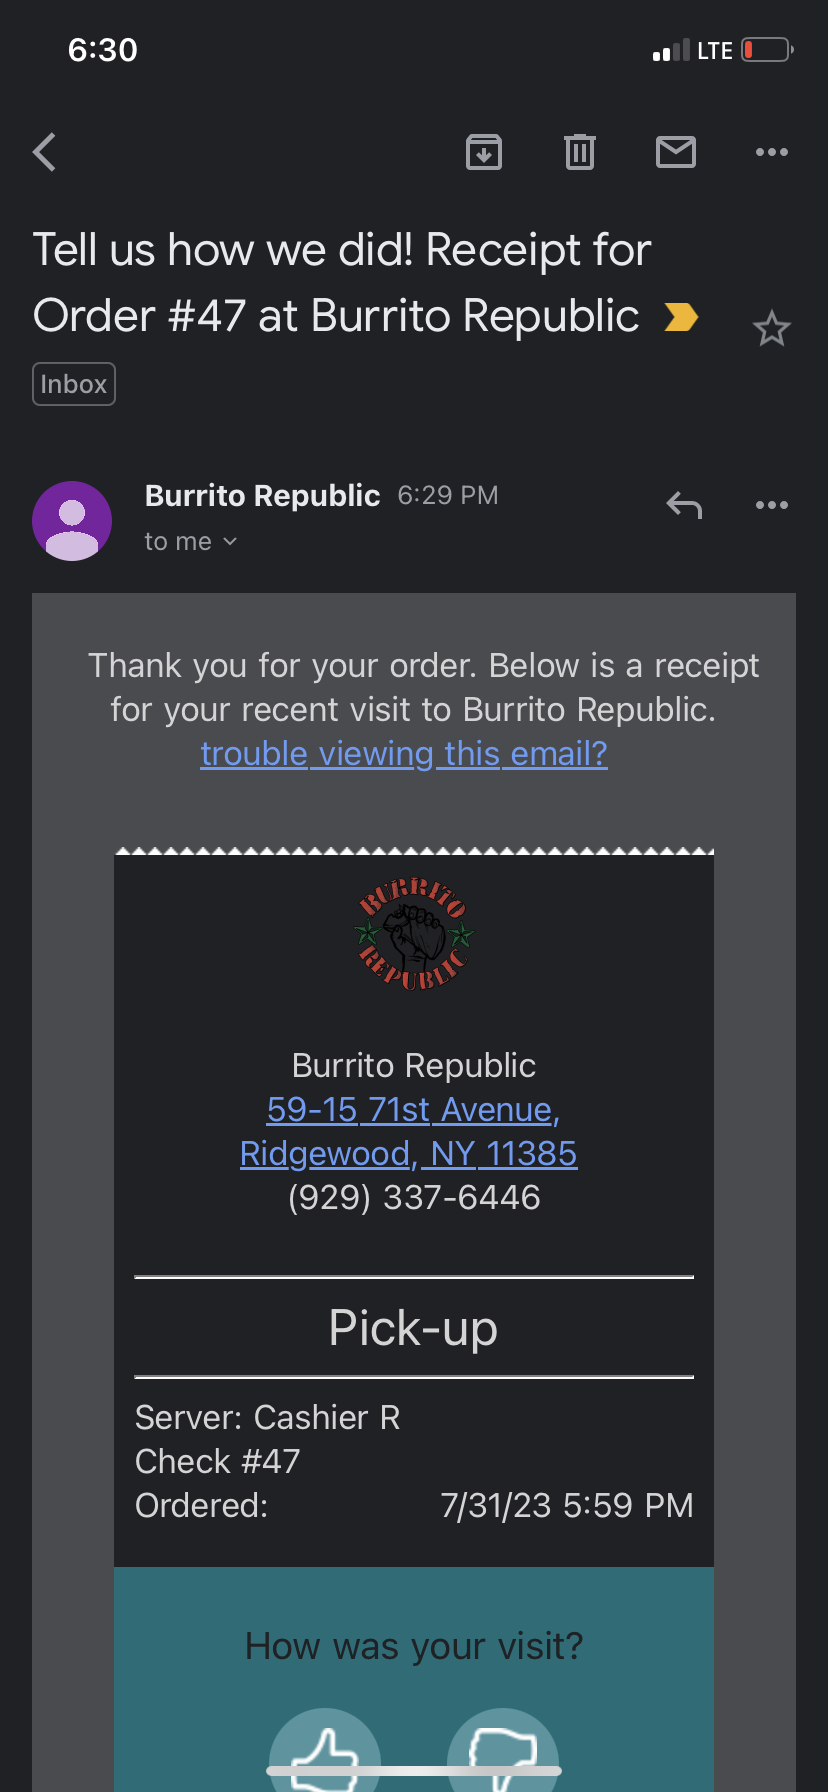 6:30
LTE
Tell us how we did! Receipt for
Order #47 at Burrito Republic
Inbox
Burrito Republic 6:29 PM
to me
Thank you for your order. Below is a receipt
for your recent visit to Burrito Republic.
trouble viewing this email?
BURRITO
REPUBLIC
Burrito Republic
59-15 71st Avenue,
Ridgewood, NY 11385
(929) 337-6446
Pick-up
Server: Cashier R
Check #47
Ordered: 7/31/23 5:59 PM
How was your visit?